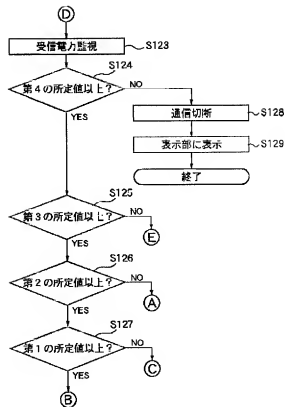 D
受信電力監視
S123
S124
第4の所定値以上?
NO
YES
通信切断
S128
表示部に表示
S129
終了
S125
第3の所定値以上?
NO
YES
E
S126
第2の所定値以上?
NO
YES
A
S127
第1の所定値以上?
NO
YES
C
B